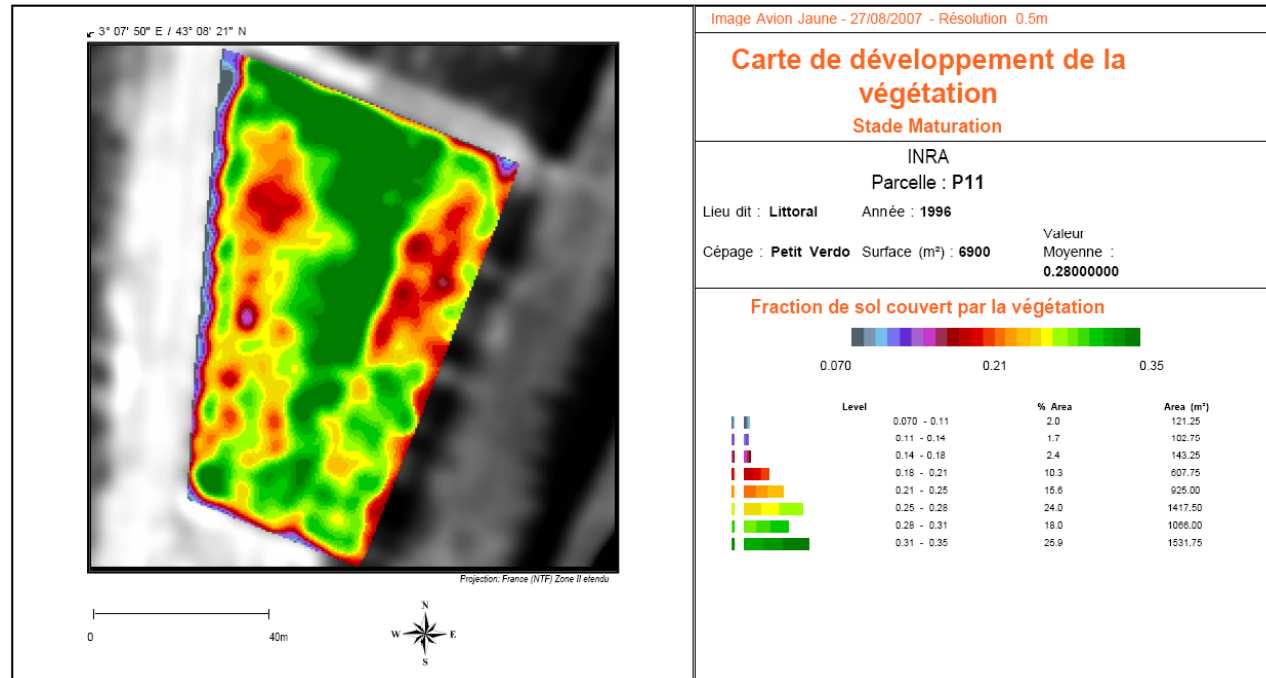 3° 07' 50" E / 43° 08' 21" N
Projection: France (NTF) Zone II etendu
0 40m
N
W E
S
Image Avion Jaune - 27/08/2007 - Résolution 0.5m
Carte de développement de la
végétation
Stade Maturation
INRA
Parcelle : P11
Lieu dit : Littoral Année : 1996
Cépage : Petit Verdo Surface (m²) : 6900 Valeur
Moyenne :
0.28000000
Fraction de sol couvert par la végétation
0.070 0.21 0.35
Level % Area Area (m²)
0.070 - 0.11 2.0 121.25
0.11 - 0.14 1.7 102.75
0.14 - 0.18 2.4 143.25
0.18 - 0.21 10.3 607.75
0.21 - 0.25 15.6 925.00
0.25 - 0.28 24.0 1417.50
0.28 - 0.31 18.0 1066.00
0.31 - 0.35 25.9 1531.75